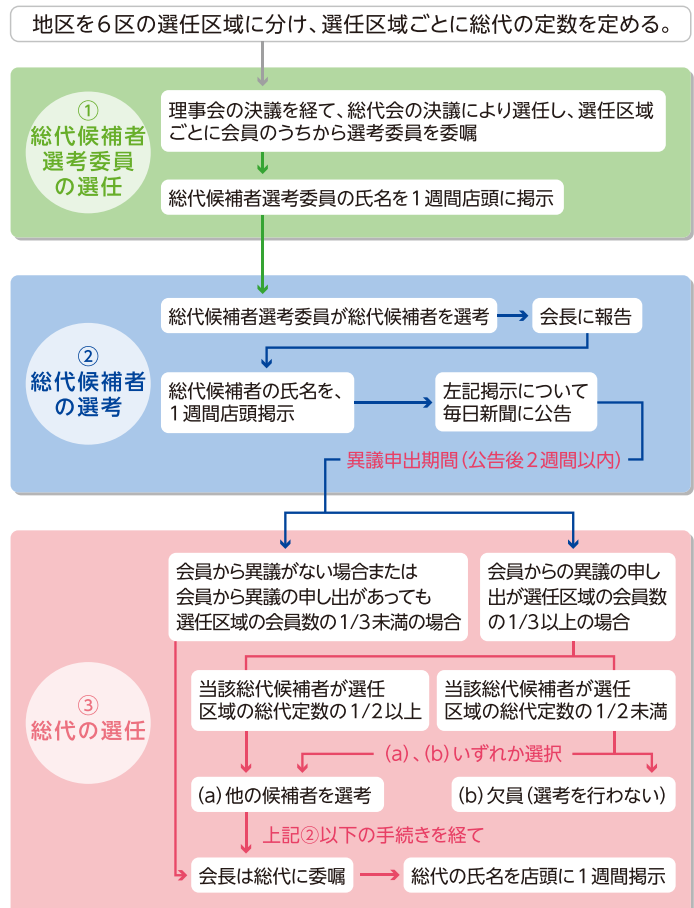 地区を6区の選任区域に分け、選任区域ごとに総代の定数を定める。
①
総代候補者
選考委員
の選任
理事会の決議を経て、総代会の決議により選任し、選任区域
ごとに会員のうちから選考委員を委嘱
総代候補者選考委員の氏名を1週間店頭に掲示
②
総代候補者
の選考
総代候補者選考委員が総代候補者を選考
会長に報告
総代候補者の氏名を、
1週間店頭掲示
左記掲示について
毎日新聞に公告
異議申出期間(公告後2週間以内)
③
総代の選任
会員から異議がない場合または
会員から異議の申し出があっても
選任区域の会員数の1/3未満の場合
会員からの異議の申し
出が選任区域の会員数
の1/3以上の場合
当該総代候補者が選任
区域の総代定数の1/2以上
当該総代候補者が選任
区域の総代定数の1/2未満
(a)、(b)いずれか選択
(a)他の候補者を選考
(b)欠員(選考を行わない)
上記②以下の手続きを経て
会長は総代に委嘱
総代の氏名を店頭に1週間掲示